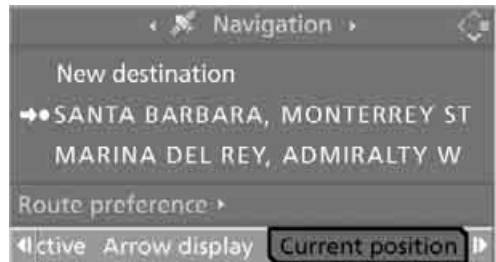 Navigation
New destination
SANTA BARBARA, MONTERREY ST
MARINA DEL REY, ADMIRALTY W
Route preference
ctive Arrow display Current position